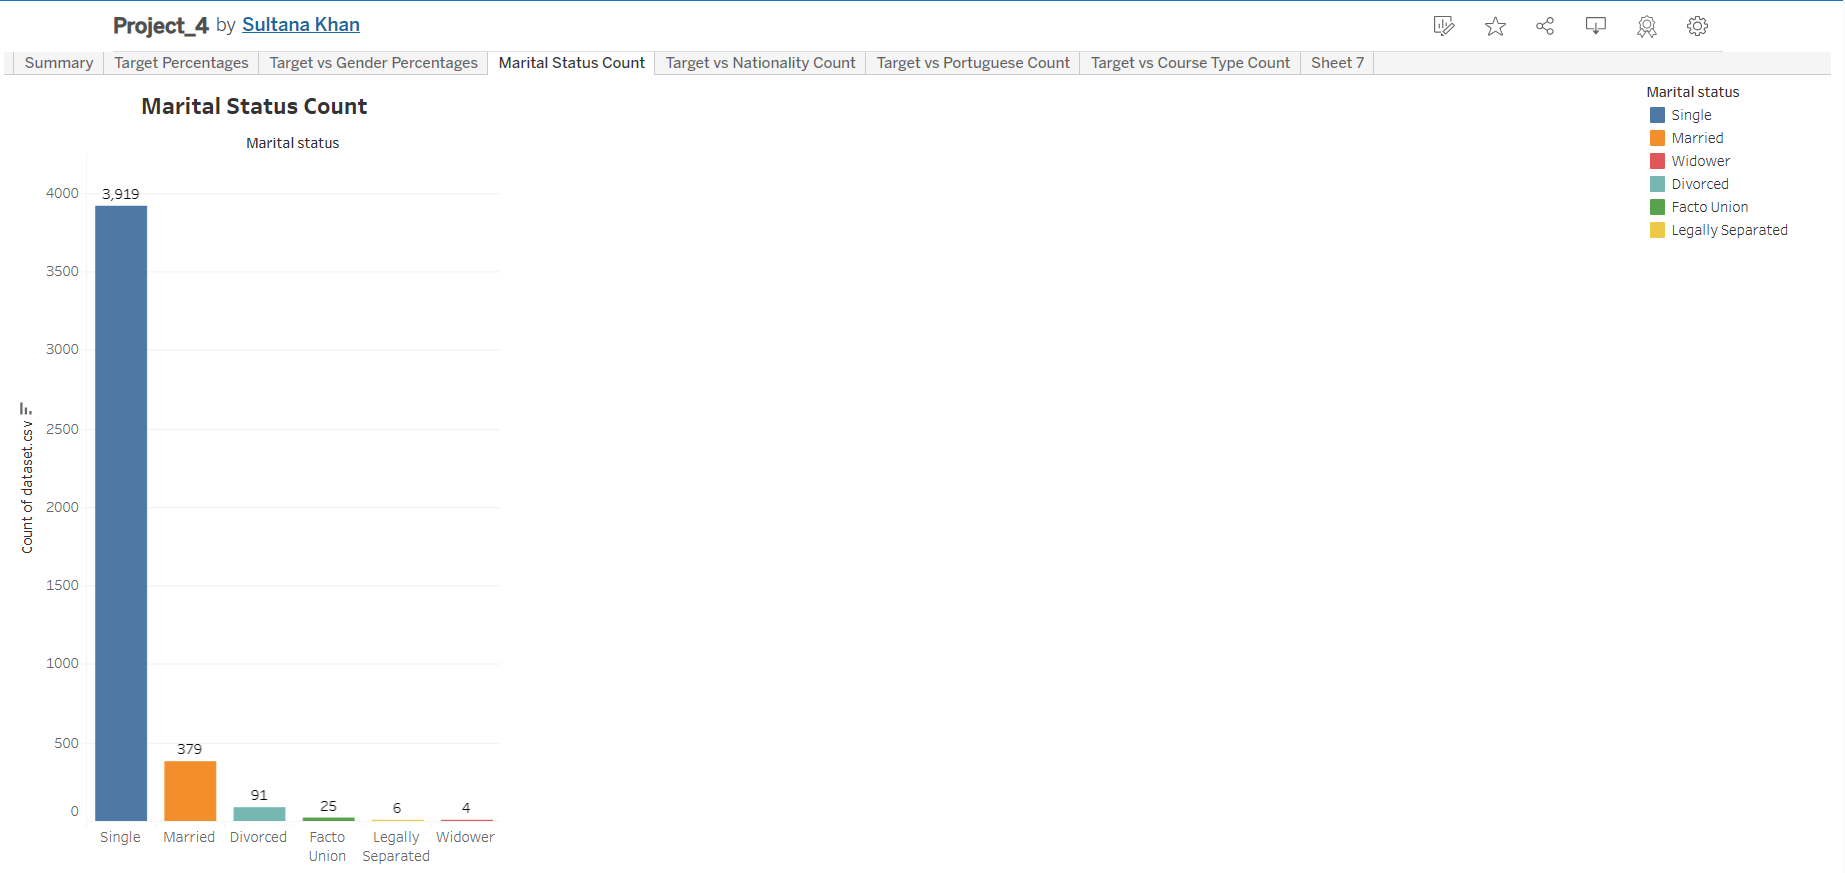 Project_4 by Sultana Khan
Summary Target Percentages Target vs Gender Percentages Marital Status Count Target vs Nationality Count Target vs Portuguese Count Target vs Course Type Count Sheet 7
Marital Status Count
Marital status
4000
3500
3000
2500
2000
1500
1000
500
0
Count of dataset.csv
3,919
379
91
25
6
4
Single
Married
Divorced
Facto
Union
Legally
Separated
Widower
Marital status
Single
Married
Widower
Divorced
Facto Union
Legally Separated